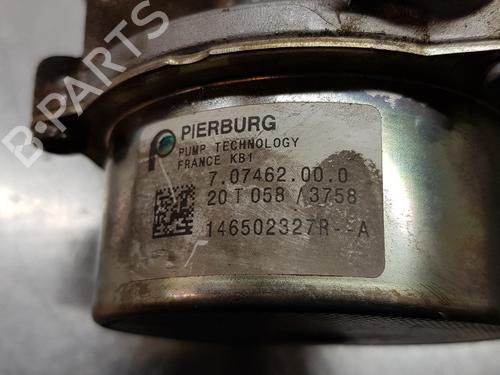 B-PARTS
PIERBURG
PUMP TECHNOLOGY
FRANCE KB1
7.07462.00.0
20T058/3758
146502327R--A